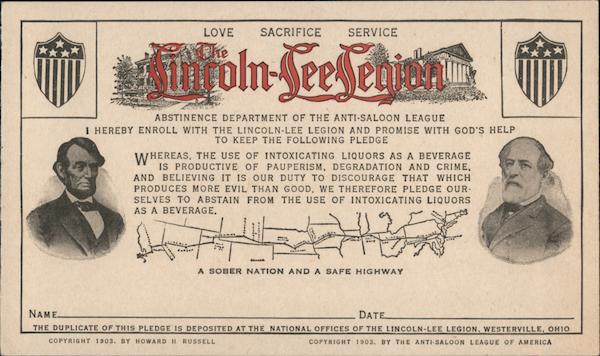 LOVE SACRIFICE SERVICE
The
Lincoln-Lee Legion
ABSTINENCE DEPARTMENT OF THE ANTI-SALOON LEAGUE
I HEREBY ENROLL WITH THE LINCOLN-LEE LEGION AND PROMISE WITH GOD'S HELP
TO KEEP THE FOLLOWING PLEDGE
WHEREAS, THE USE OF INTOXICATING LIQUORS AS A BEVERAGE
IS PRODUCTIVE OF PAUPERISM, DEGRADATION AND CRIME,
AND BELIEVING IT IS OUR DUTY TO DISCOURAGE THAT WHICH
PRODUCES MORE EVIL THAN GOOD, WE THEREFORE PLEDGE OUR-
SELVES TO ABSTAIN FROM THE USE OF INTOXICATING LIQUORS
AS A BEVERAGE.
A SOBER NATION AND A SAFE HIGHWAY
NAME DATE
THE DUPLICATE OF THIS PLEDGE IS DEPOSITED AT THE NATIONAL OFFICES OF THE LINCOLN-LEE LEGION, WESTERVILLE, OHIO
COPYRIGHT 1903, BY HOWARD H RUSSELL COPYRIGHT 1903, BY THE ANTI-SALOON LEAGUE OF AMERICA